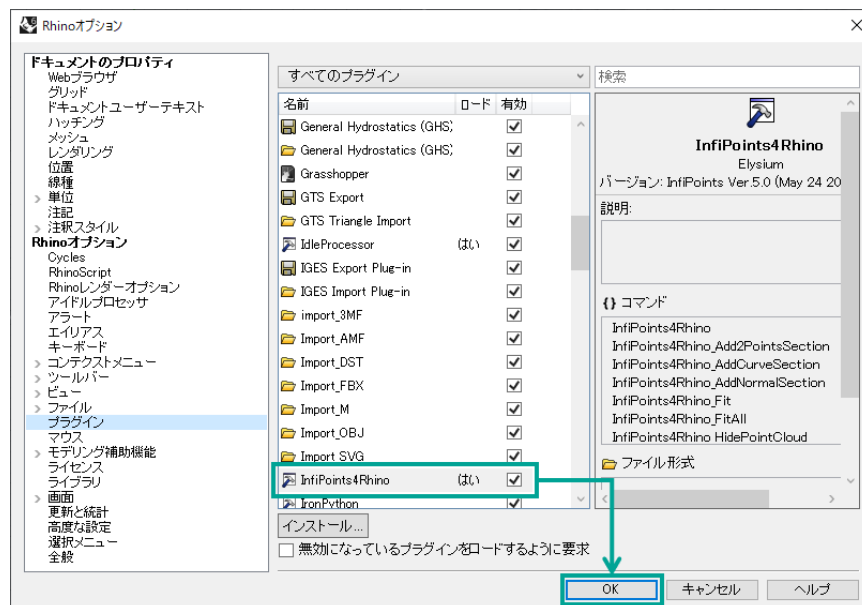 Rhinoオプション
ドキュメントのプロパティ
Webブラウザ
グリッド
ドキュメントユーザーテキスト
ハッチング
メッシュ
レンダリング
位置
線種
単位
注記
注釈スタイル
Rhinoオプション
Cycles
RhinoScript
Rhinoレンダーオプション
アイドルプロセッサ
アラート
エイリアス
キーボード
コンテクストメニュー
ツールバー
ビュー
ファイル
プラグイン
マウス
モデリング補助機能
ライセンス
ライブラリ
画面
更新と統計
高度な設定
選択メニュー
全般
すべてのプラグイン
名前 ロード 有効
General Hydrostatics (GHS)
General Hydrostatics (GHS)
Grasshopper
GTS Export
GTS Triangle Import
IdleProcessor はい
IGES Export Plug-in
IGES Import Plug-in
import_3MF
Import_AMF
Import_DST
Import_FBX
Import_M
Import_OBJ
Import SVG
InfiPoints4Rhino はい
IronPython
インストール...
無効になっているプラグインをロードするように要求
検索
InfiPoints4Rhino
Elysium
バージョン: InfiPoints Ver.5.0 (May 24 20
説明:
{} コマンド
InfiPoints4Rhino
InfiPoints4Rhino_Add2PointsSection
InfiPoints4Rhino_AddCurveSection
InfiPoints4Rhino_AddNormalSection
InfiPoints4Rhino_Fit
InfiPoints4Rhino_FitAll
InfiPoints4Rhino HidePointCloud
ファイル形式
OK キャンセル ヘルプ